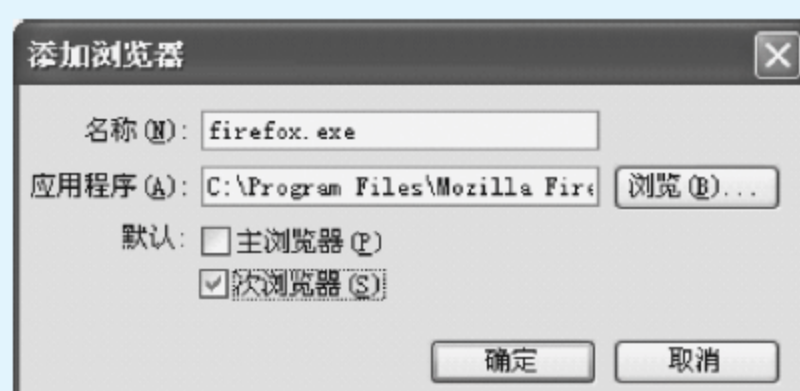 添加浏览器
名称(N): firefox.exe
应用程序(A): C:\Program Files\Mozilla Fire 浏览(B)...
默认: 主浏览器(P)
次浏览器(S)
确定 取消